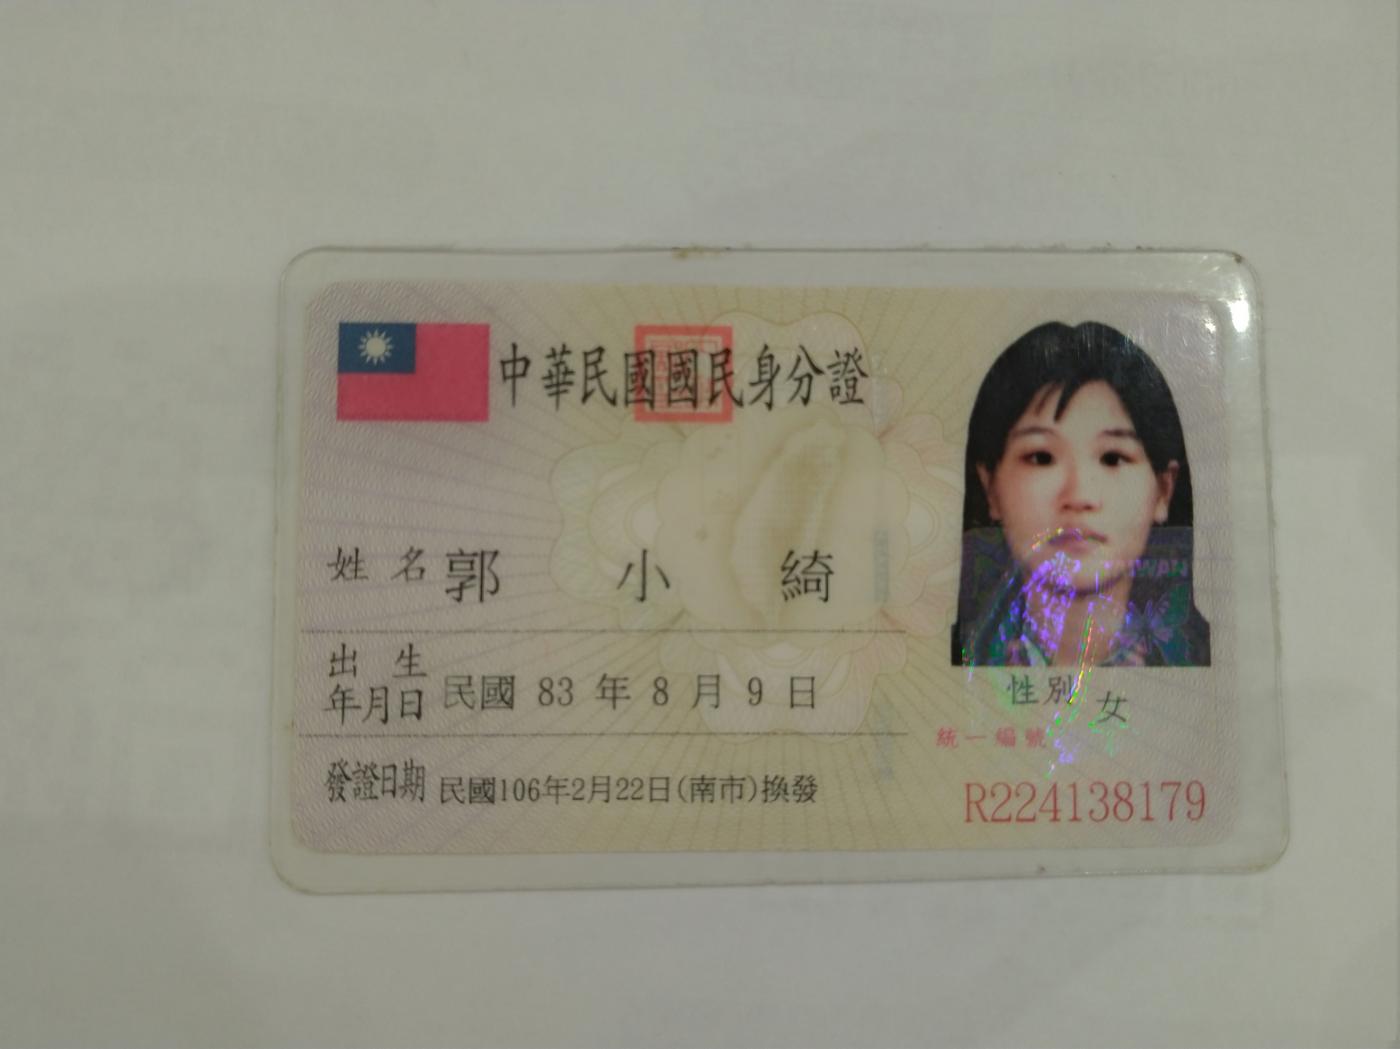 中華民國國民身分證
姓名 郭小綺
出生年月日 民國 83 年 8 月 9 日
發證日期 民國106年2月22日(南市)換發
TAIWAN
性別 女
統一編號
R224138179